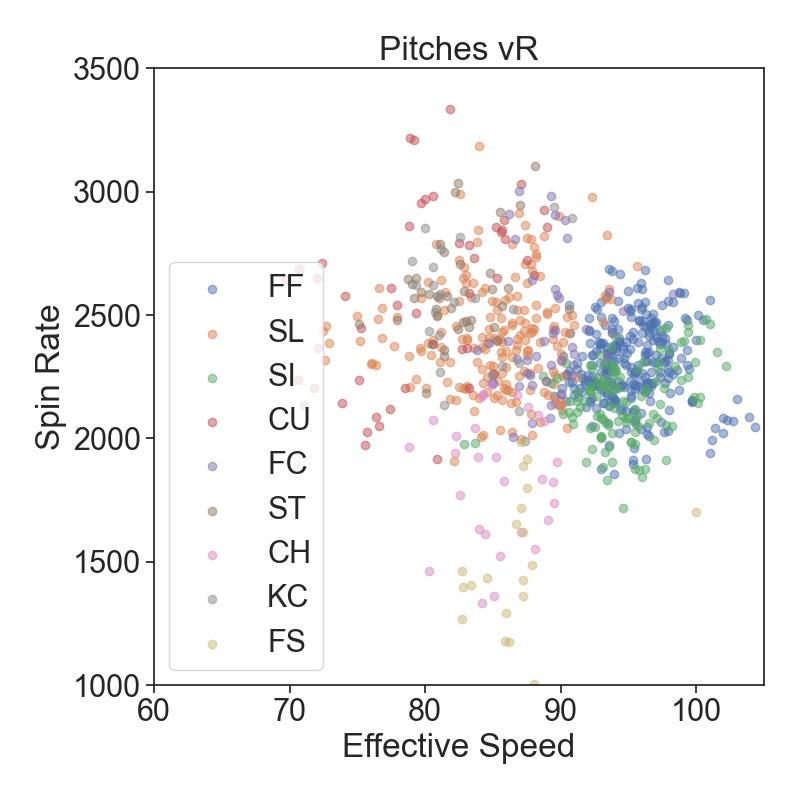 Pitches vR
3500
3000
2500
2000
1500
1000
Spin Rate
FF
SL
SI
CU
FC
ST
CH
KC
FS
60 70 80 90 100
Effective Speed